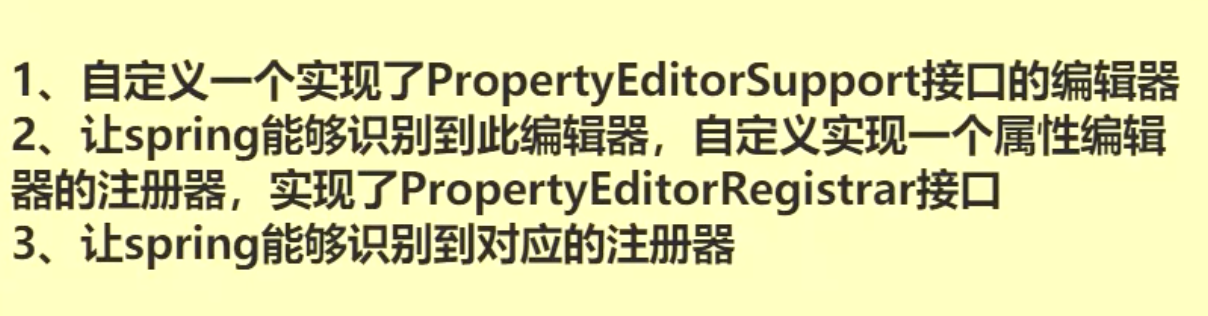 1、自定义一个实现了PropertyEditorSupport接口的编辑器
2、让spring能够识别到此编辑器，自定义实现一个属性编辑
器的注册器，实现了PropertyEditorRegistrar接口
3、让spring能够识别到对应的注册器